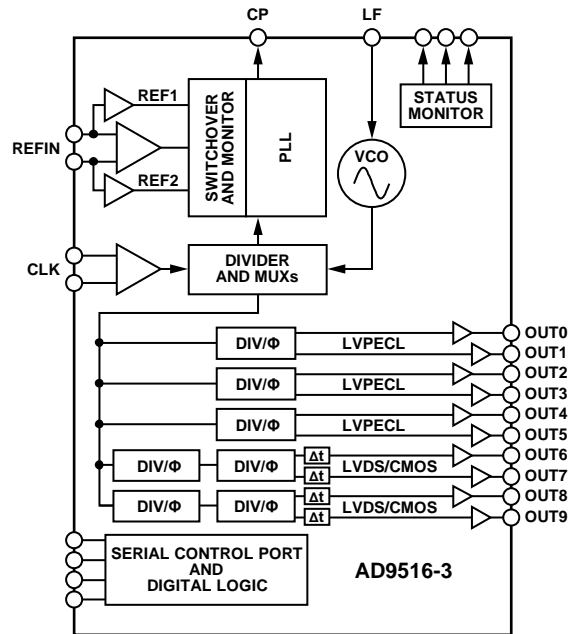 CP
LF
REF1
STATUS
MONITOR
REFIN
SWITCHOVER
AND MONITOR
PLL
VCO
REF2
CLK
DIVIDER
AND MUXs
DIV/Φ
LVPECL
OUT0
OUT1
DIV/Φ
LVPECL
OUT2
OUT3
DIV/Φ
LVPECL
OUT4
OUT5
DIV/Φ
DIV/Φ
Δt
Δt
LVDS/CMOS
OUT6
OUT7
DIV/Φ
DIV/Φ
Δt
Δt
LVDS/CMOS
OUT8
OUT9
SERIAL CONTROL PORT
AND
DIGITAL LOGIC
AD9516-3